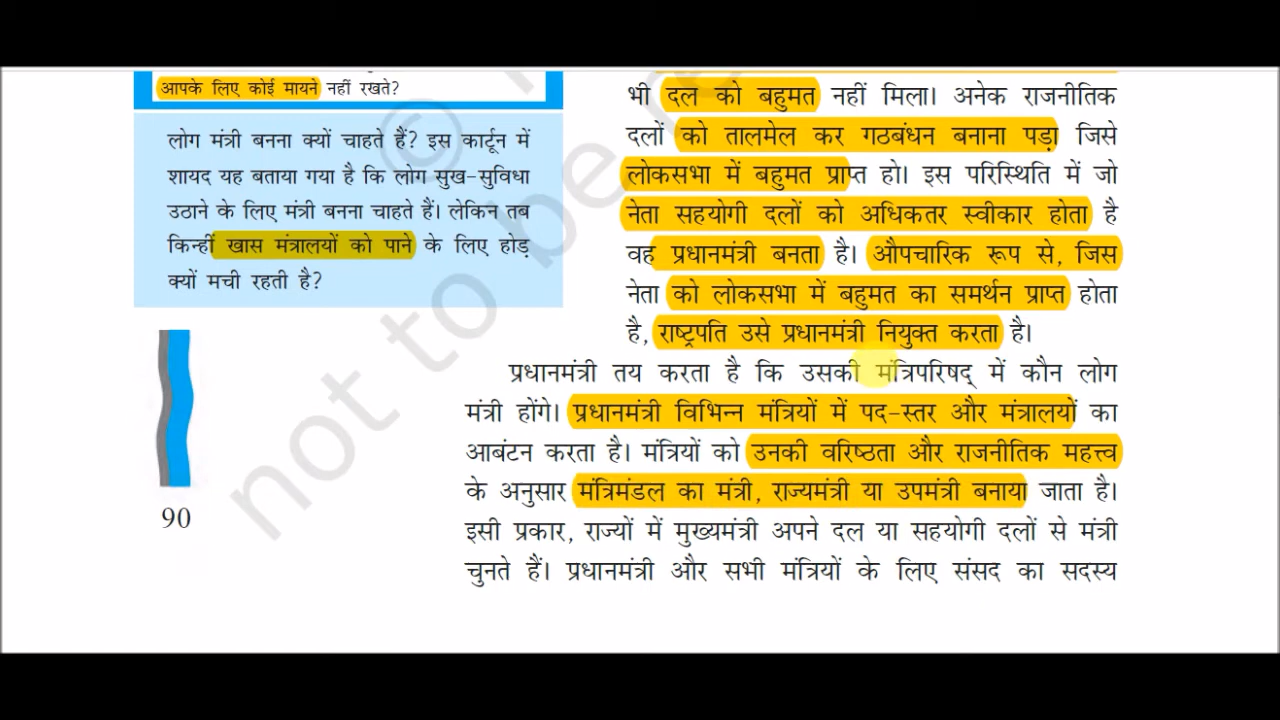 आपके लिए कोई मायने नहीं रखते?
लोग मंत्री बनना क्यों चाहते हैं? इस कार्टून में
शायद यह बताया गया है कि लोग सुख-सुविधा
उठाने के लिए मंत्री बनना चाहते हैं। लेकिन तब
किन्हीं खास मंत्रालयों को पाने के लिए होड़
क्यों मची रहती है?
90
भी दल को बहुमत नहीं मिला। अनेक राजनीतिक
दलों को तालमेल कर गठबंधन बनाना पड़ा जिसे
लोकसभा में बहुमत प्राप्त हो। इस परिस्थिति में जो
नेता सहयोगी दलों को अधिकतर स्वीकार होता है
वह प्रधानमंत्री बनता है। औपचारिक रूप से, जिस
नेता को लोकसभा में बहुमत का समर्थन प्राप्त होता
है, राष्ट्रपति उसे प्रधानमंत्री नियुक्त करता है।
प्रधानमंत्री तय करता है कि उसकी मंत्रिपरिषद् में कौन लोग
मंत्री होंगे। प्रधानमंत्री विभिन्न मंत्रियों में पद-स्तर और मंत्रालयों का
आबंटन करता है। मंत्रियों को उनकी वरिष्ठता और राजनीतिक महत्त्व
के अनुसार मंत्रिमंडल का मंत्री, राज्यमंत्री या उपमंत्री बनाया जाता है।
इसी प्रकार, राज्यों में मुख्यमंत्री अपने दल या सहयोगी दलों से मंत्री
चुनते हैं। प्रधानमंत्री और सभी मंत्रियों के लिए संसद का सदस्य
©
not to be